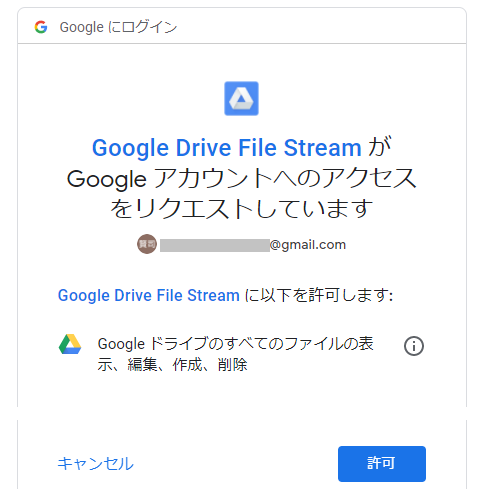 Google にログイン
Google Drive File Stream が
Google アカウントへのアクセス
をリクエストしています
賢司
@gmail.com
Google Drive File Stream に以下を許可します:
Google ドライブのすべてのファイルの表
示、編集、作成、削除
キャンセル
許可